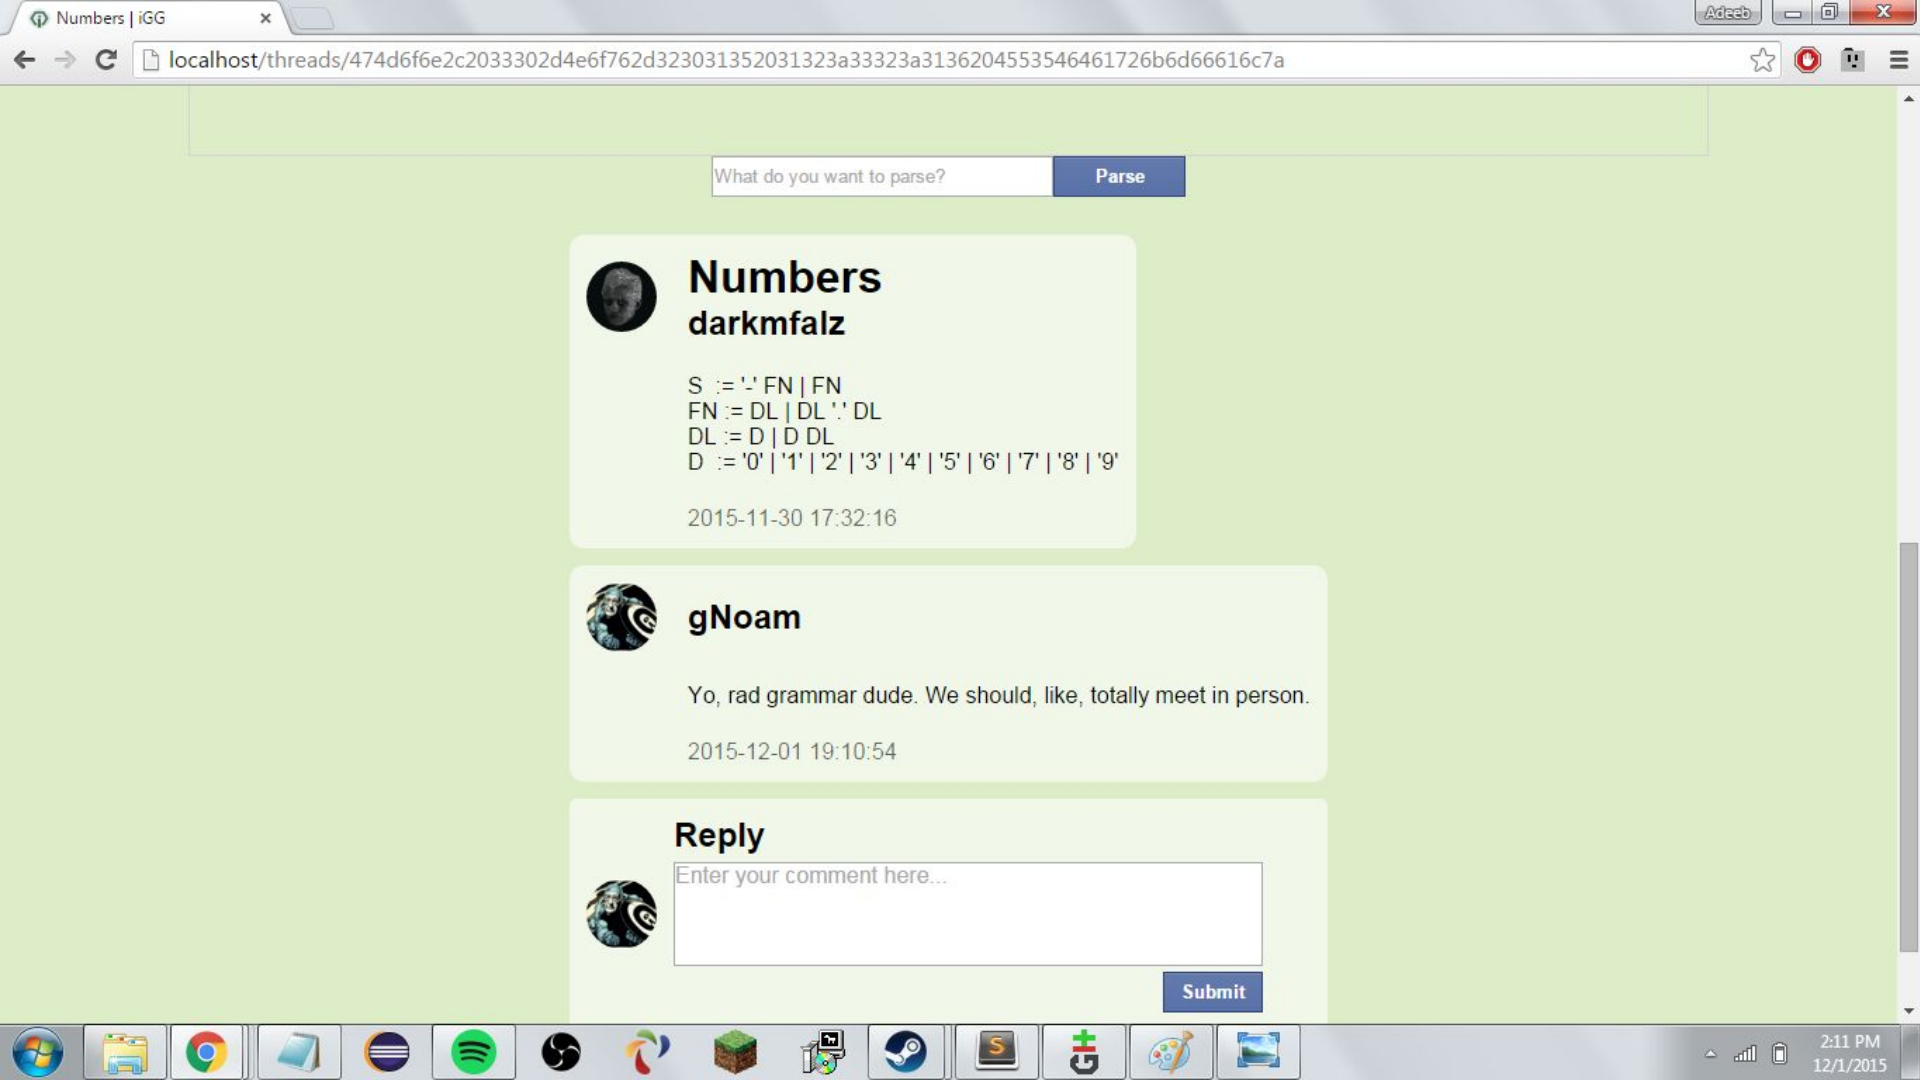 Numbers | iGG
Adeeb
localhost/threads/474d6f6e2c2033302d4e6f762d323031352031323a33323a3136204553546461726b6d66616c7a
What do you want to parse?
Parse
Numbers
darkmfalz
S := '-' FN | FN
FN := DL | DL '.' DL
DL := D | D DL
D := '0' | '1' | '2' | '3' | '4' | '5' | '6' | '7' | '8' | '9'
2015-11-30 17:32:16
gNoam
Yo, rad grammar dude. We should, like, totally meet in person.
2015-12-01 19:10:54
Reply
Enter your comment here...
Submit
2:11 PM
12/1/2015